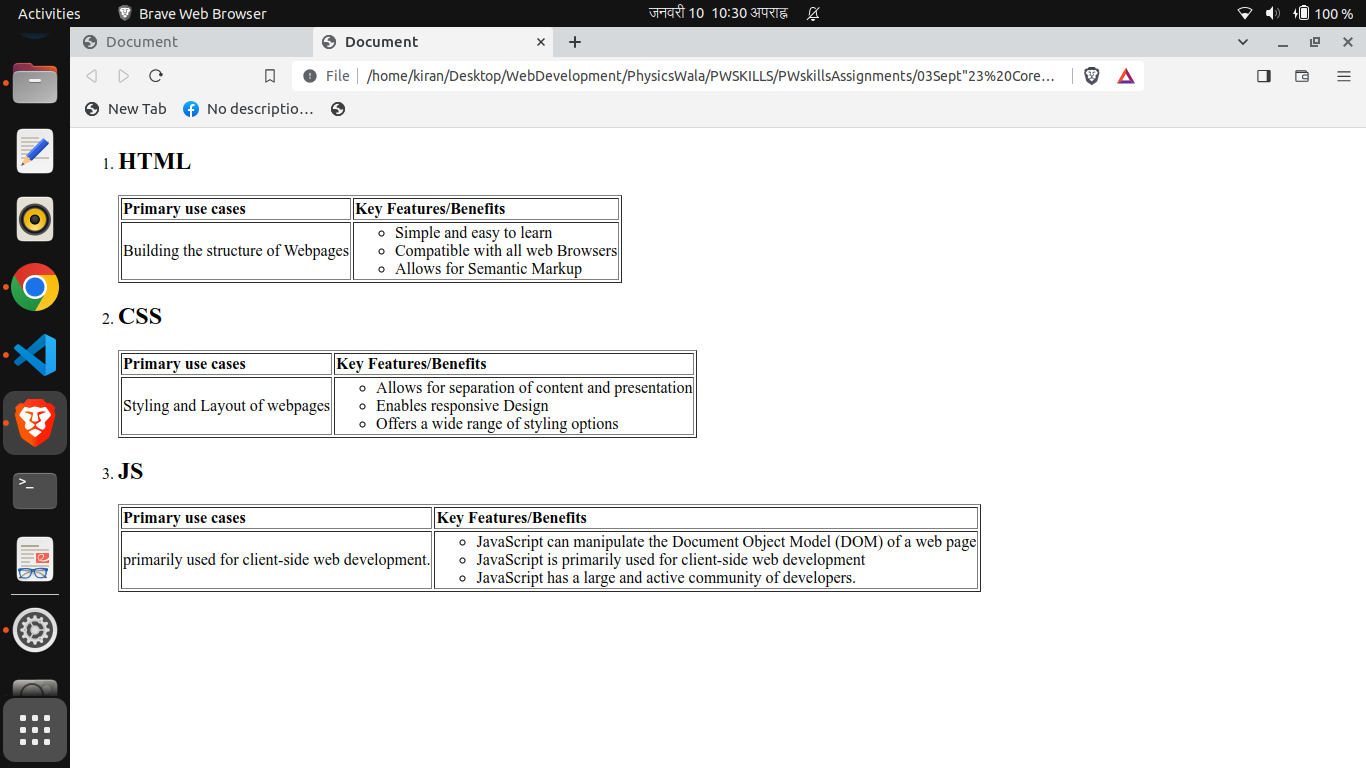 Activities Brave Web Browser जनवरी 10 10:30 अपराह्न 100 %
Document Document
File /home/kiran/Desktop/WebDevelopment/PhysicsWala/PWSKILLS/PWskillsAssignments/03Sept"23%20Core...
New Tab No descriptio...
1. HTML
Primary use cases Key Features/Benefits
Building the structure of Webpages
Simple and easy to learn
Compatible with all web Browsers
Allows for Semantic Markup
2. CSS
Primary use cases Key Features/Benefits
Styling and Layout of webpages
Allows for separation of content and presentation
Enables responsive Design
Offers a wide range of styling options
3. JS
Primary use cases Key Features/Benefits
primarily used for client-side web development.
JavaScript can manipulate the Document Object Model (DOM) of a web page
JavaScript is primarily used for client-side web development
JavaScript has a large and active community of developers.